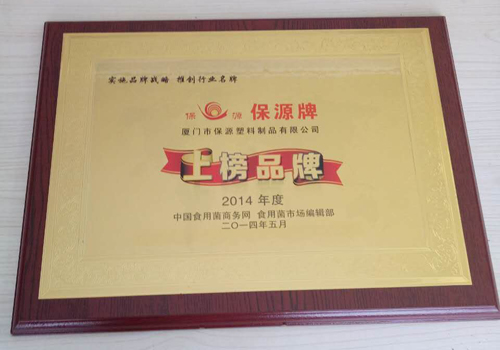 实施品牌战略 推创行业名牌
保 源 保源牌
厦门市保源塑料制品有限公司
上榜品牌
2014 年度
中国食用菌商务网 食用菌市场编辑部
二〇一四年五月